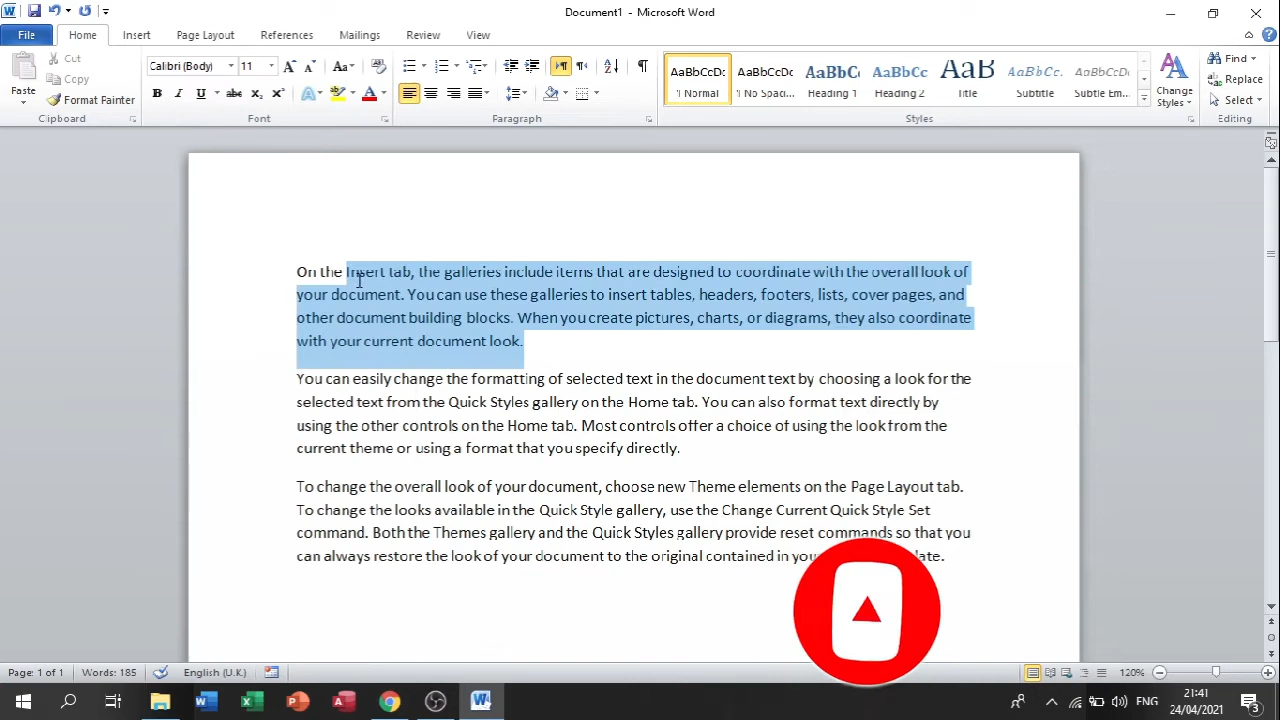 Document1 - Microsoft Word
File Home Insert Page Layout References Mailings Review View
Paste
Cut
Copy
Format Painter
Clipboard
Calibri (Body) 11
Font
Paragraph
AaBbCcDc AaBbCcDc AaBbCc AaBbCc AaB AaBbCc. AaBbCcDc
¶ Normal ¶ No Spac... Heading 1 Heading 2 Title Subtitle Subtle Em...
Styles
Change
Styles
Find
Replace
Select
Editing
On the Insert tab, the galleries include items that are designed to coordinate with the overall look of
your document. You can use these galleries to insert tables, headers, footers, lists, cover pages, and
other document building blocks. When you create pictures, charts, or diagrams, they also coordinate
with your current document look.
You can easily change the formatting of selected text in the document text by choosing a look for the
selected text from the Quick Styles gallery on the Home tab. You can also format text directly by
using the other controls on the Home tab. Most controls offer a choice of using the look from the
current theme or using a format that you specify directly.
To change the overall look of your document, choose new Theme elements on the Page Layout tab.
To change the looks available in the Quick Style gallery, use the Change Current Quick Style Set
command. Both the Themes gallery and the Quick Styles gallery provide reset commands so that you
can always restore the look of your document to the original contained in
Page: 1 of 1 Words: 185 English (U.K.) 120%
ENG
21:41
24/04/2021